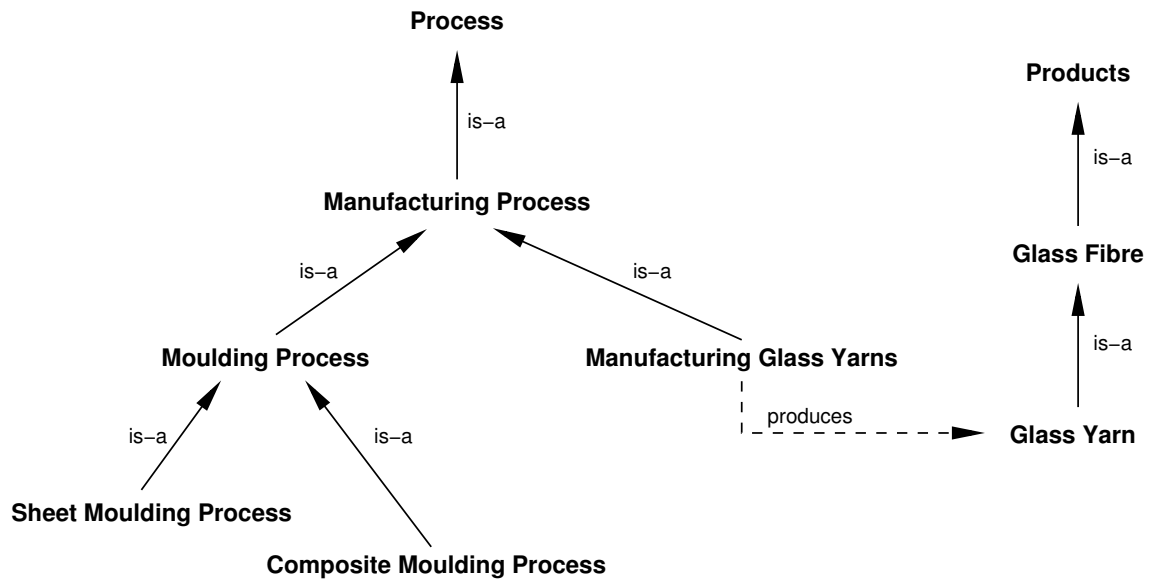 Process
Products
is−a
is−a
Manufacturing Process
Glass Fibre
is−a
is−a
is−a
Moulding Process
Manufacturing Glass Yarns
produces
is−a
is−a
Glass Yarn
Sheet Moulding Process
Composite Moulding Process